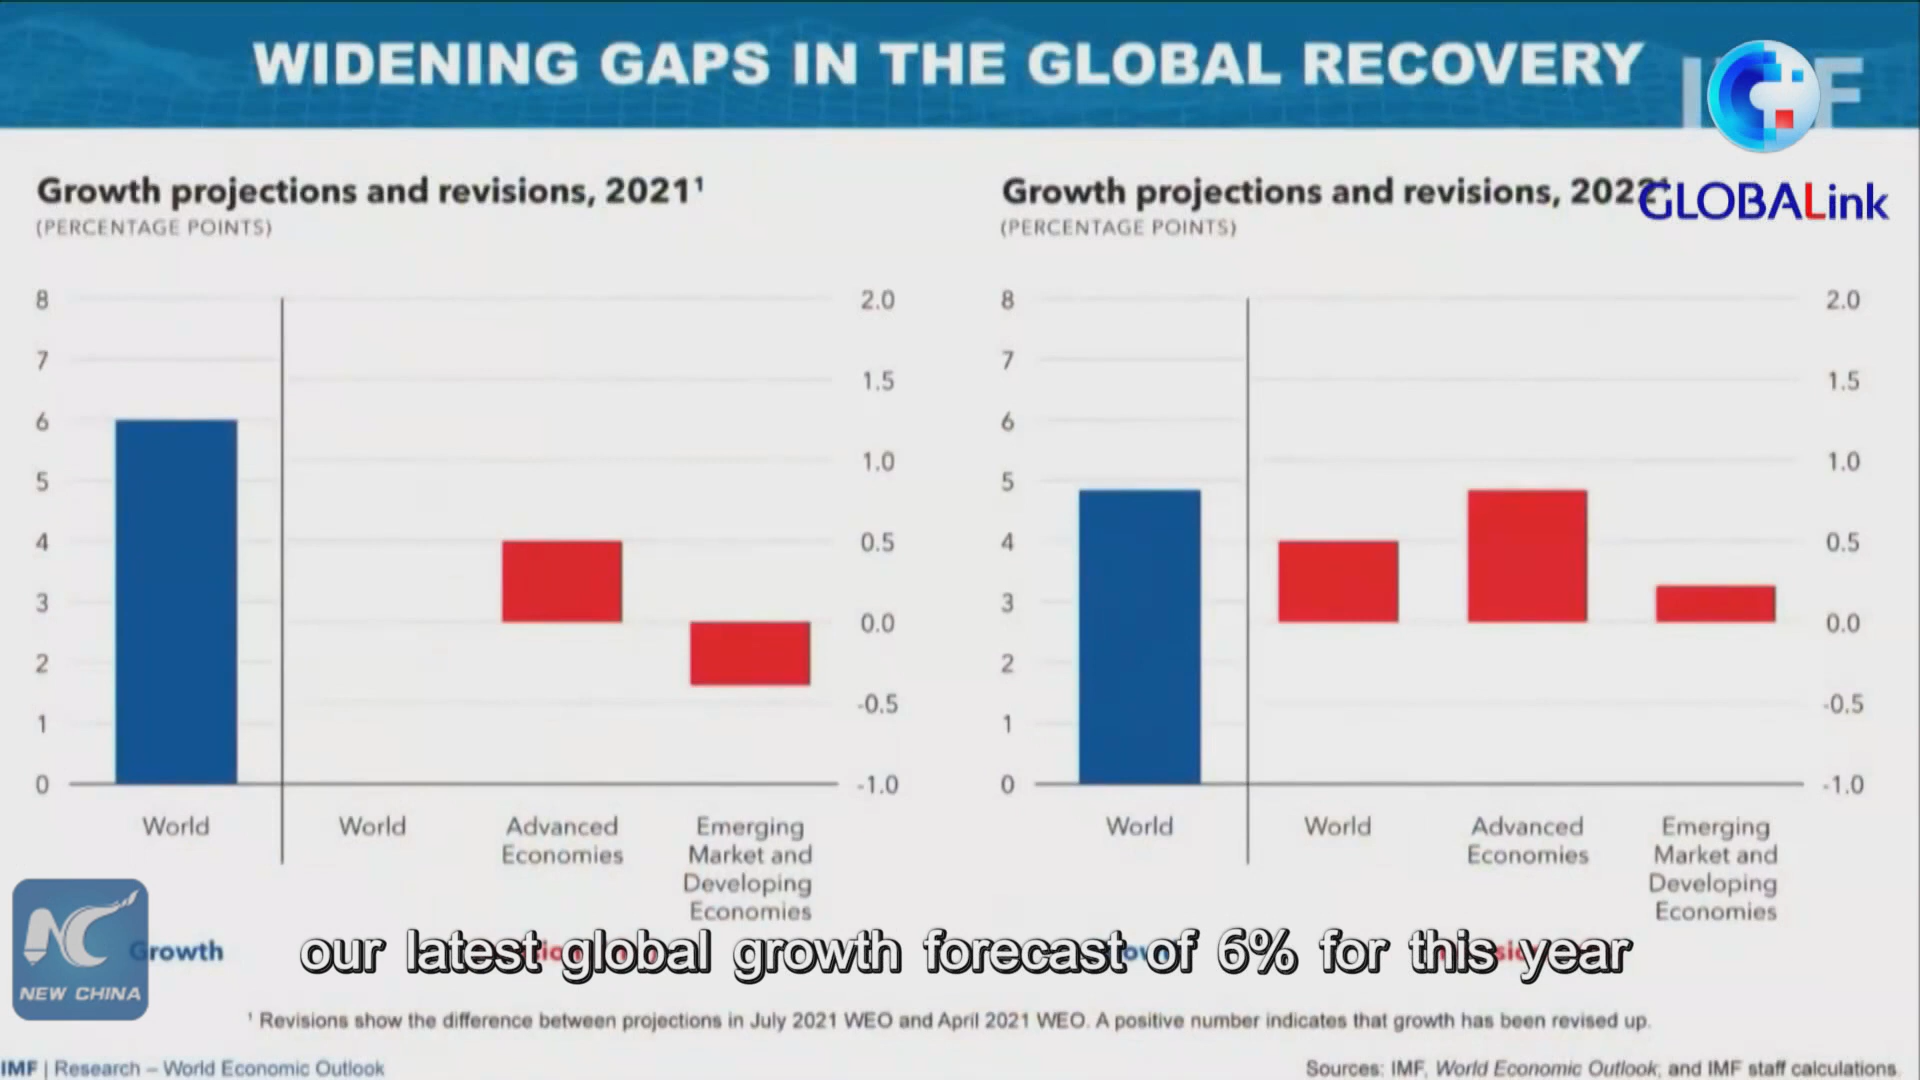 WIDENING GAPS IN THE GLOBAL RECOVERY
GLOBALink
Growth projections and revisions, 2021¹
(PERCENTAGE POINTS)
8
7
6
5
4
3
2
1
0
2.0
1.5
1.0
0.5
0.0
-0.5
-1.0
World
World
Advanced
Economies
Emerging
Market and
Developing
Economies
Growth
Growth projections and revisions, 2022
(PERCENTAGE POINTS)
8
7
6
5
4
3
2
1
0
2.0
1.5
1.0
0.5
0.0
-0.5
-1.0
World
World
Advanced
Economies
Emerging
Market and
Developing
Economies
our latest global growth forecast of 6% for this year
NEW CHINA
¹ Revisions show the difference between projections in July 2021 WEO and April 2021 WEO. A positive number indicates that growth has been revised up.
IMF | Research – World Economic Outlook
Sources: IMF, World Economic Outlook, and IMF staff calculations.